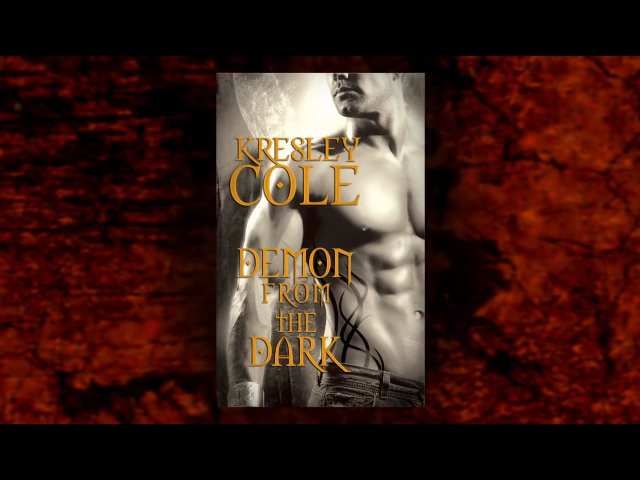 KRESLEY
COLE
DEMON
FROM
THE
DARK